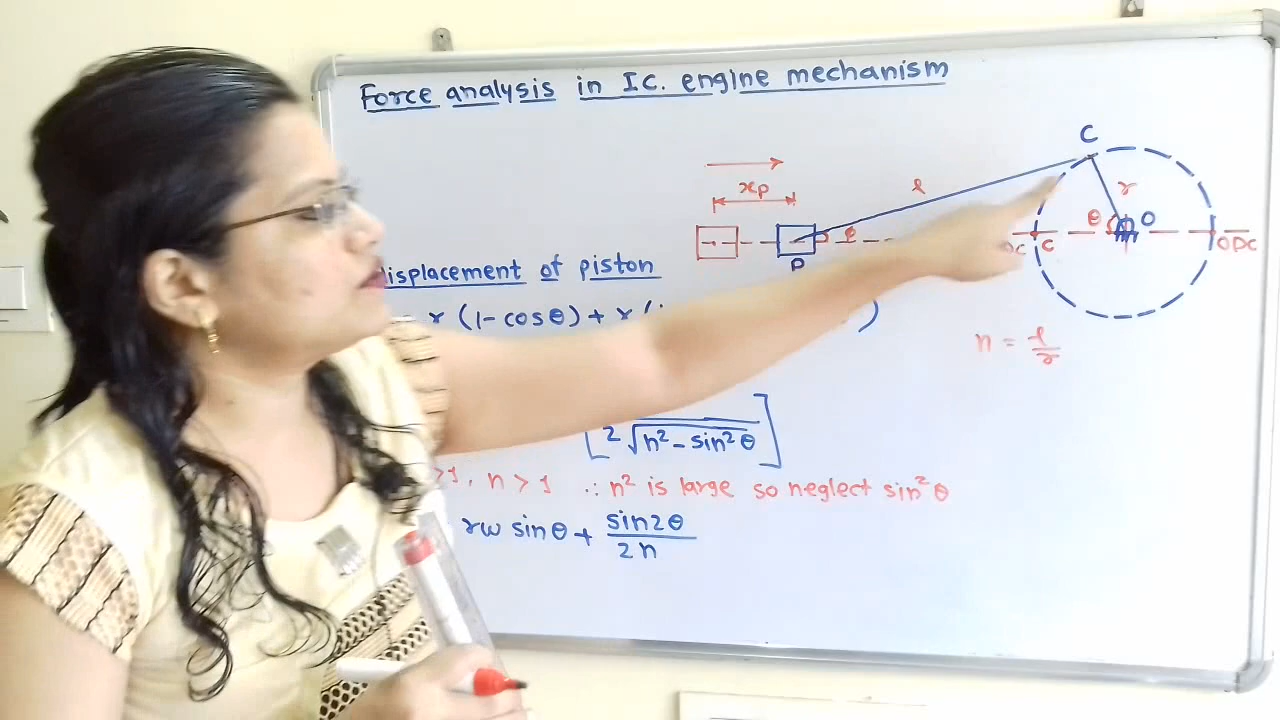 Force analysis in I.C. engine mechanism
C
xp
l
r
θ
O
φ
C
ODC
P
displacement of piston
r (1-cosθ) + r (
)
n = l/r
[2 √n² - sin²θ]
>1, n > 1 ∴ n² is large so neglect sin²θ
rω sinθ + sin2θ/2n